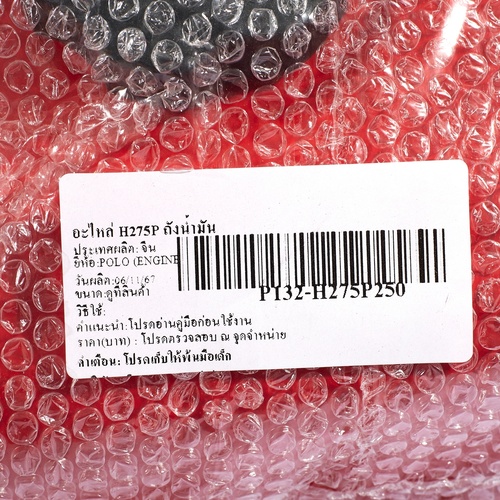 อะไหล่ H275P ถังน้ำมัน
ประเทศผลิต: จีน
ยี่ห้อ:POLO (ENGINE
วันผลิต:06/11/67
ขนาด:ดูที่สินค้า
PI32-H275P250
วิธีใช้:
คำแนะนำ:โปรดอ่านคู่มือก่อนใช้งาน
ราคา(บาท) : โปรดตรวจสอบ ณ จุดจำหน่าย
คำเตือน: โปรดเก็บให้พ้นมือเด็ก